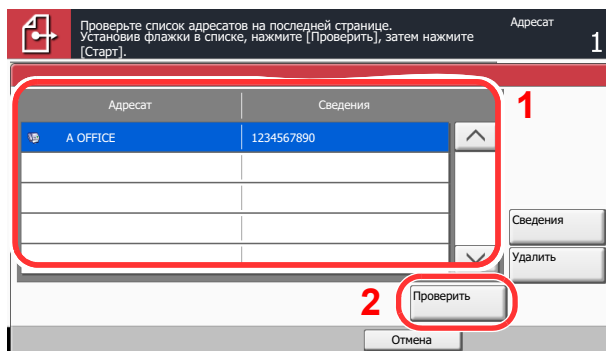 Проверьте список адресатов на последней странице.
Установив флажки в списке, нажмите [Проверить], затем нажмите
[Старт].
Адресат
1
1
Адресат
Сведения
A OFFICE
1234567890
Сведения
Удалить
2
Проверить
Отмена